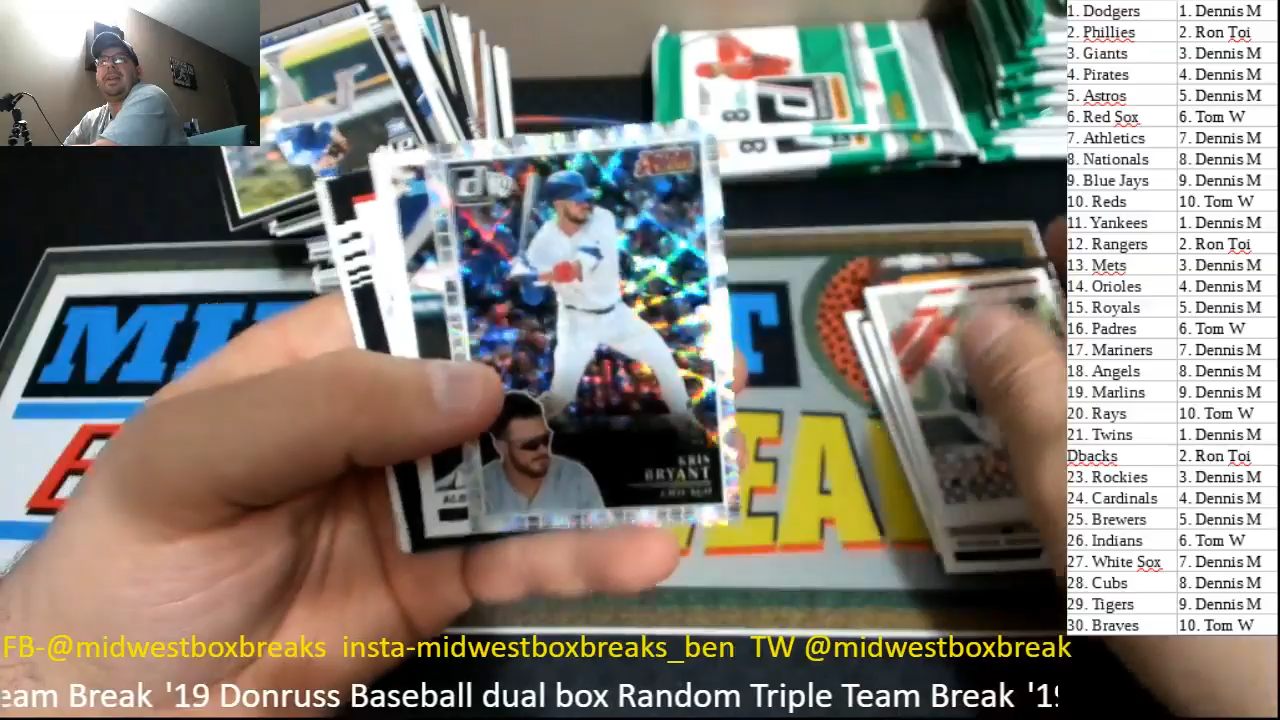 1. Dodgers 1. Dennis M
2. Phillies 2. Ron Toi
3. Giants 3. Dennis M
4. Pirates 4. Dennis M
5. Astros 5. Dennis M
6. Red Sox 6. Tom W
7. Athletics 7. Dennis M
8. Nationals 8. Dennis M
9. Blue Jays 9. Dennis M
10. Reds 10. Tom W
11. Yankees 1. Dennis M
12. Rangers 2. Ron Toi
13. Mets 3. Dennis M
14. Orioles 4. Dennis M
15. Royals 5. Dennis M
16. Padres 6. Tom W
17. Mariners 7. Dennis M
18. Angels 8. Dennis M
19. Marlins 9. Dennis M
20. Rays 10. Tom W
21. Twins 1. Dennis M
Dbacks 2. Ron Toi
23. Rockies 3. Dennis M
24. Cardinals 4. Dennis M
25. Brewers 5. Dennis M
26. Indians 6. Tom W
27. White Sox 7. Dennis M
28. Cubs 8. Dennis M
29. Tigers 9. Dennis M
30. Braves 10. Tom W
KRIS
BRYANT
CHICAGO
FB-@midwestboxbreaks insta-midwestboxbreaks_ben TW @midwestboxbreak
eam Break '19 Donruss Baseball dual box Random Triple Team Break '19